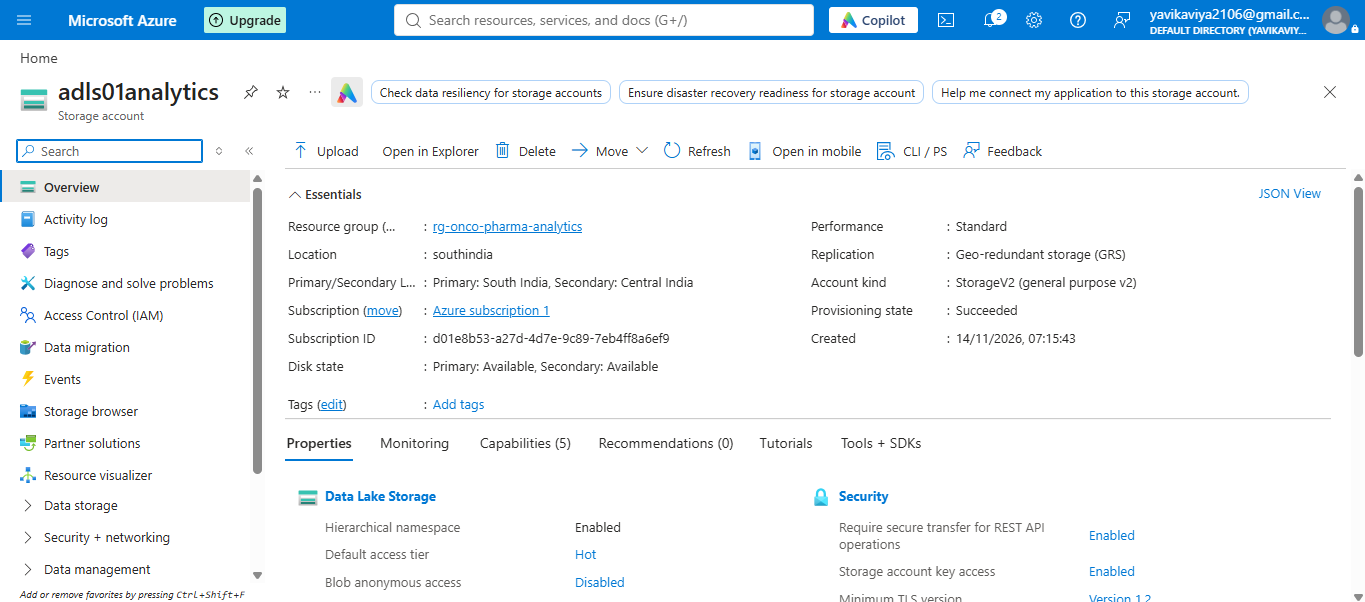 Microsoft Azure
Upgrade
Search resources, services, and docs (G+/)
Copilot
2
yavikaviya2106@gmail.c...
DEFAULT DIRECTORY (YAVIKAVIY...
Home
adls01analytics
Storage account
Check data resiliency for storage accounts
Ensure disaster recovery readiness for storage account
Help me connect my application to this storage account.
Search
Upload Open in Explorer Delete Move Refresh Open in mobile CLI / PS Feedback
Overview
Activity log
Tags
Diagnose and solve problems
Access Control (IAM)
Data migration
Events
Storage browser
Partner solutions
Resource visualizer
Data storage
Security + networking
Data management
Add or remove favorites by pressing Ctrl+Shift+F
Essentials
JSON View
Resource group (... : rg-onco-pharma-analytics
Location : southindia
Primary/Secondary L... : Primary: South India, Secondary: Central India
Subscription (move) : Azure subscription 1
Subscription ID : d01e8b53-a27d-4d7e-9c89-7eb4ff8a6ef9
Disk state : Primary: Available, Secondary: Available
Tags (edit) : Add tags
Performance : Standard
Replication : Geo-redundant storage (GRS)
Account kind : StorageV2 (general purpose v2)
Provisioning state : Succeeded
Created : 14/11/2026, 07:15:43
Properties Monitoring Capabilities (5) Recommendations (0) Tutorials Tools + SDKs
Data Lake Storage
Hierarchical namespace Enabled
Default access tier Hot
Blob anonymous access Disabled
Security
Require secure transfer for REST API
operations Enabled
Storage account key access Enabled
Minimum TLS version Version 1.2